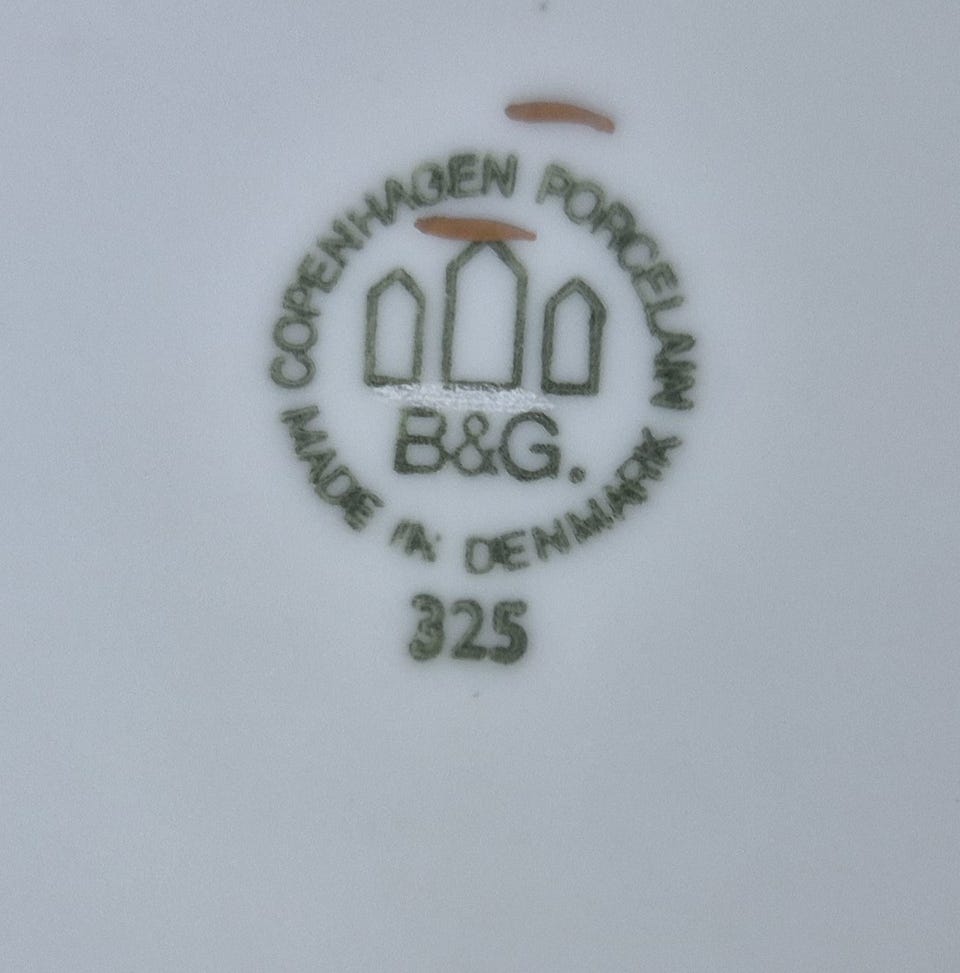 COPENHAGEN PORCELAIN
B&G.
MADE IN DENMARK
325